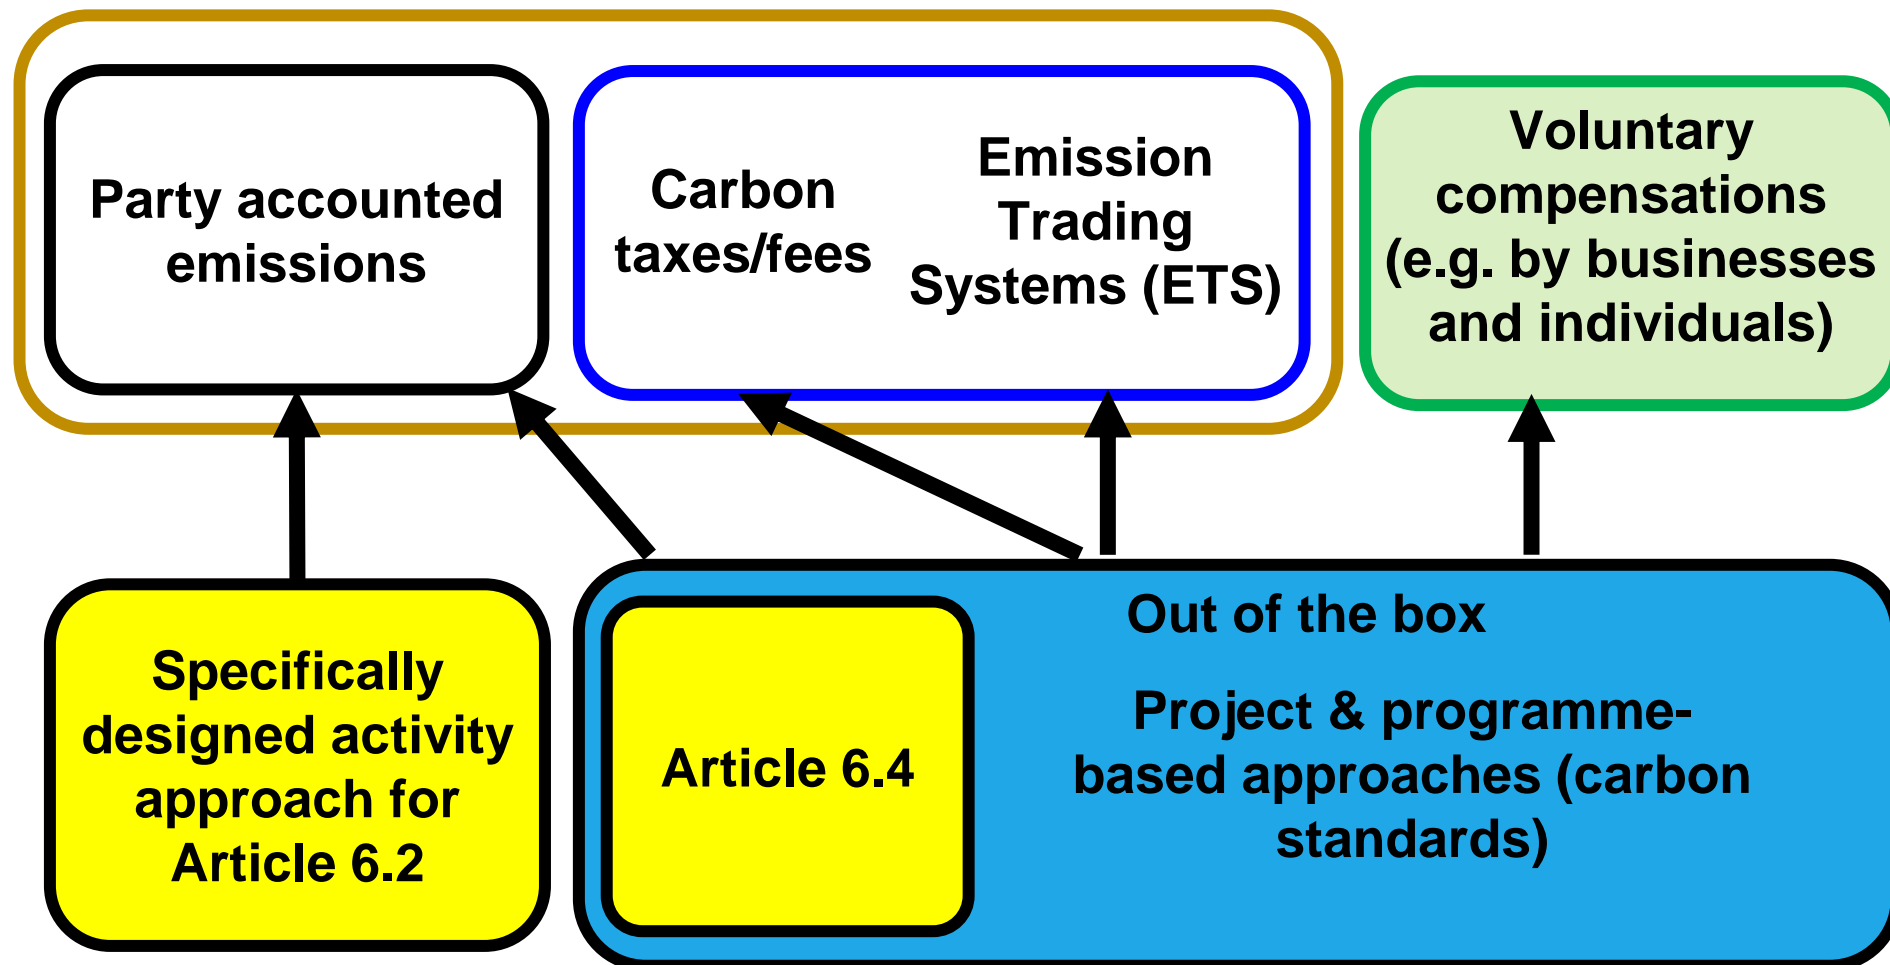 Party accounted
emissions
Carbon
taxes/fees
Emission
Trading
Systems (ETS)
Voluntary
compensations
(e.g. by businesses
and individuals)
Specifically
designed activity
approach for
Article 6.2
Article 6.4
Out of the box
Project & programme-
based approaches (carbon
standards)